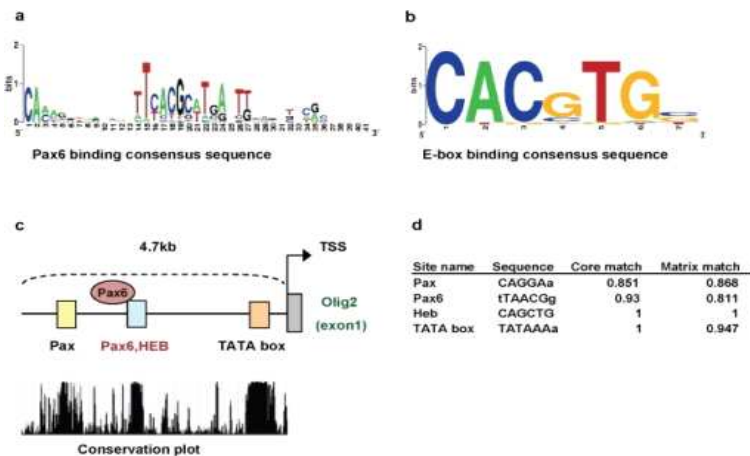 a
bits
Pax6 binding consensus sequence
b
bits
CACGTG
E-box binding consensus sequence
c
4.7kb
TSS
Pax6
Olig2
(exon1)
Pax
Pax6,HEB
TATA box
Conservation plot
d
Site name Sequence Core match Matrix match
Pax CAGGAa 0.851 0.868
Pax6 tTAACGg 0.93 0.811
Heb CAGCTG 1 1
TATA box TATAAAa 1 0.947